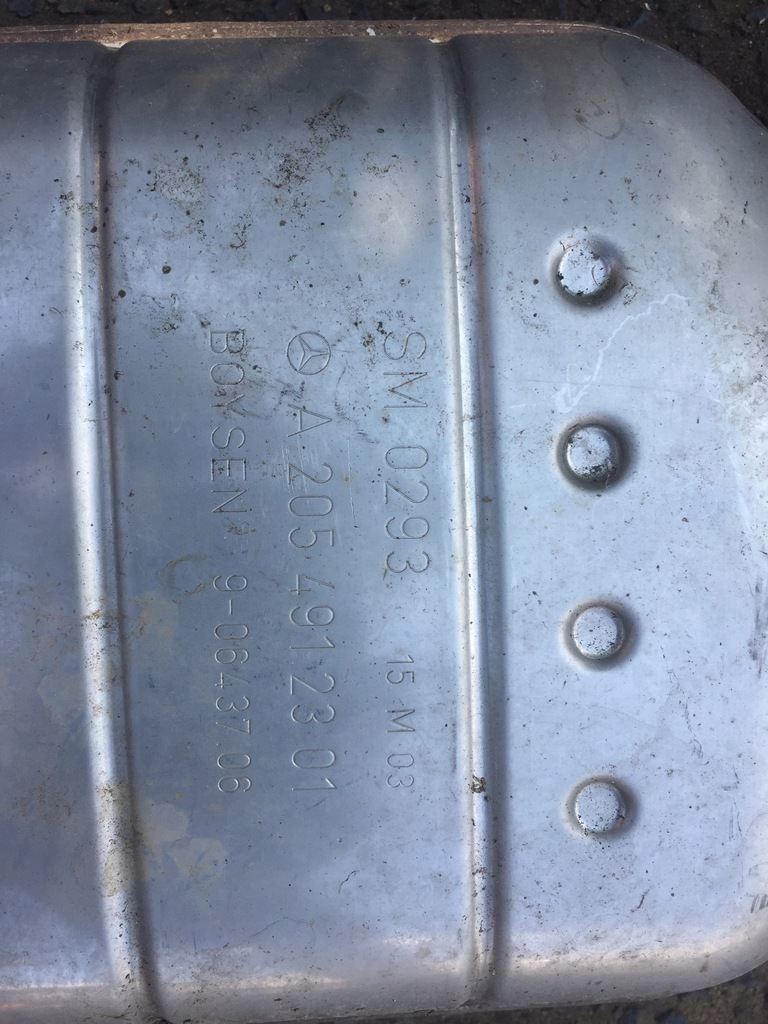 SM 0293 15 M 03
A 205 491 23 01
BOYSEN 9-06437.06